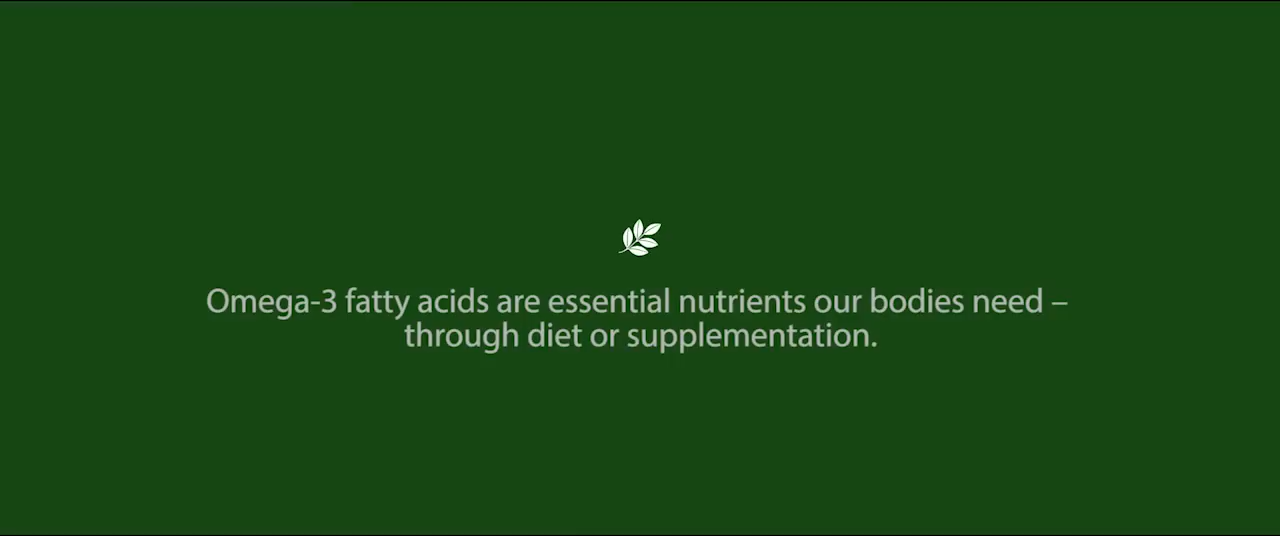 Omega-3 fatty acids are essential nutrients our bodies need –
through diet or supplementation.